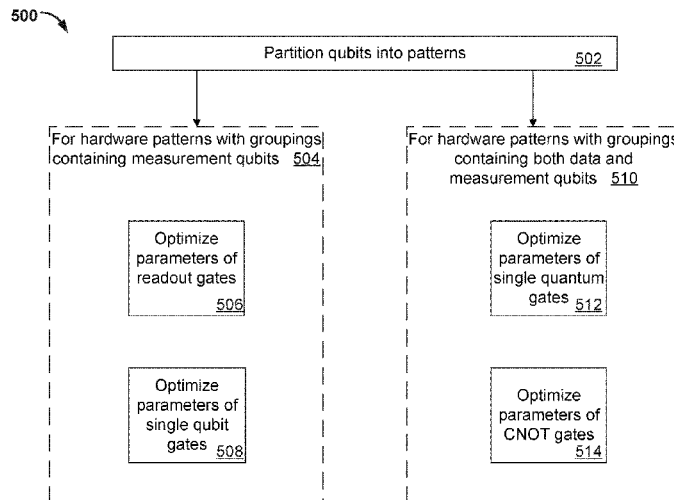 500
Partition qubits into patterns
502
For hardware patterns with groupings
containing measurement qubits 504
Optimize
parameters of
readout gates
506
Optimize
parameters of
single qubit
gates
508
For hardware patterns with groupings
containing both data and
measurement qubits 510
Optimize
parameters of
single quantum
gates
512
Optimize
parameters of
CNOT gates
514